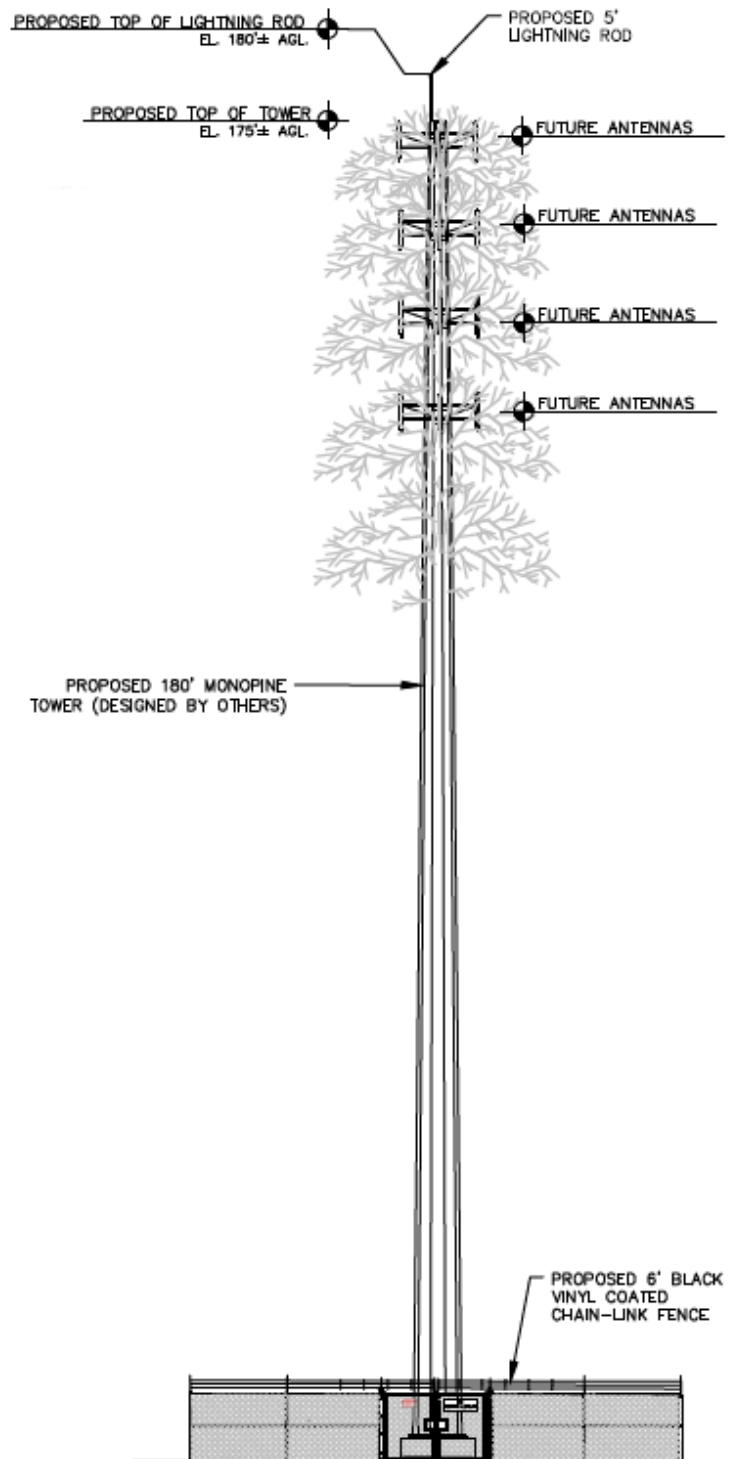 PROPOSED TOP OF LIGHTNING ROD
EL. 180'± AGL.
PROPOSED 5'
LIGHTNING ROD
PROPOSED TOP OF TOWER
EL. 175'± AGL.
FUTURE ANTENNAS
FUTURE ANTENNAS
FUTURE ANTENNAS
FUTURE ANTENNAS
PROPOSED 180' MONOPINE
TOWER (DESIGNED BY OTHERS)
PROPOSED 6' BLACK
VINYL COATED
CHAIN-LINK FENCE